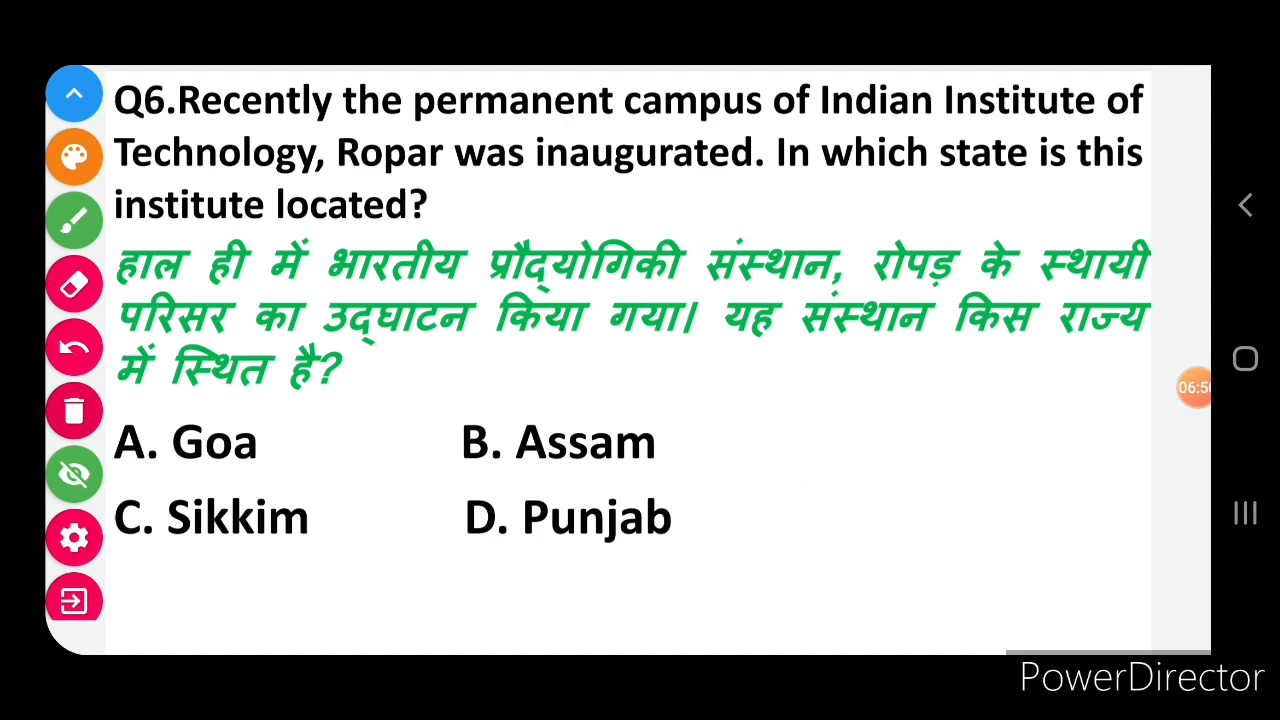 Q6.Recently the permanent campus of Indian Institute of
Technology, Ropar was inaugurated. In which state is this
institute located?
हाल ही में भारतीय प्रौद्योगिकी संस्थान, रोपड़ के स्थायी
परिसर का उद्घाटन किया गया। यह संस्थान किस राज्य
में स्थित है?
A. Goa B. Assam
C. Sikkim D. Punjab
PowerDirector